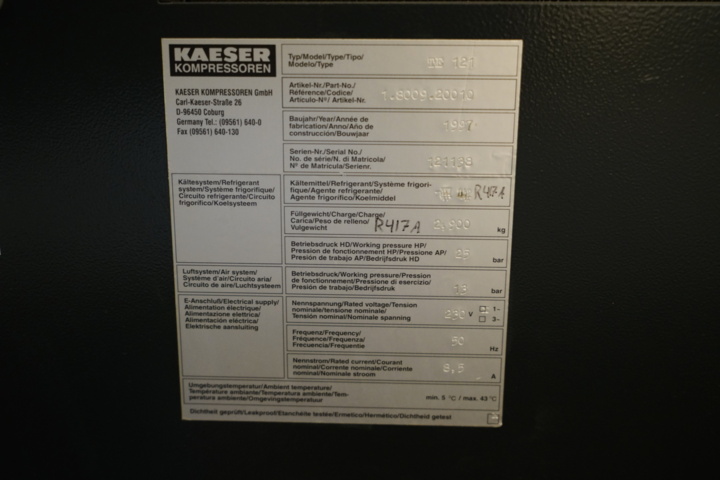 KAESER
KOMPRESSOREN
KAESER KOMPRESSOREN GmbH
Carl-Kaeser-Straße 26
D-96450 Coburg
Germany Tel.: (09561) 640-0
Fax (09561) 640-130
Typ/Model/Type/Tipo/
Modelo/Type
121
Artikel-Nr./Part-No./
Référence/Codice/
Articulo-Nº/ Artikel-Nr.
1.8009.20010
Baujahr/Year/Année de
fabrication/Anno/Año de
construcción/Bouwjaar
1997
Serien-Nr./Serial No./
No. de série/N. di Matricola/
Nº de Matricula/Serienr.
Kältesystem/Refrigerant
system/Système frigorifique/
Circuito refrigerante/Circuito
frigorífico/Koelsysteem
Kältemittel/Refrigerant/Système frigori-
fique/Agente refrigerante/
Agente frigorífico/Koelmiddel
R417A
Füllgewicht/Charge/Charge/
Carica/Peso de relleno/
Vulgewicht
R417A
kg
Betriebsdruck HD/Working pressure HP/
Pression de fonctionnement HP/Pressione AP/
Presión de trabajo AP/Bedrijfsdruk HD
25 bar
Luftsystem/Air system/
Système d'air/Circuito aria/
Circuito de aire/Luchtsysteem
Betriebsdruck/Working pressure/Pression
de fonctionnement/Pressione di esercizio/
Presión de trabajo/Bedrijfsdruk
bar
E-Anschluß/Electrical supply/
Alimentation électrique/
Alimentazione elettrica/
Alimentación eléctrica/
Elektrische aansluiting
Nennspannung/Rated voltage/Tension
nominale/tensione nominale/
Tensión nominal/Nominale spanning
230 V
1~
3~
Frequenz/Frequency/
Fréquence/Frequenza/
Frecuencia/Frequentie
50 Hz
Nennstrom/Rated current/Courant
nominal/Corrente nominale/Corriente
nominal/Nominale stroom
A
Umgebungstemperatur/Ambient temperature/
Température ambiante/Temperatura ambiente/Tem-
peratura ambiente/Omgevingstemperatuur
min. 5 °C / max. 43 °C
Dichtheit geprüft/Leakproof/Etanchéité testée/Ermetico/Hermético/Dichtheid getest